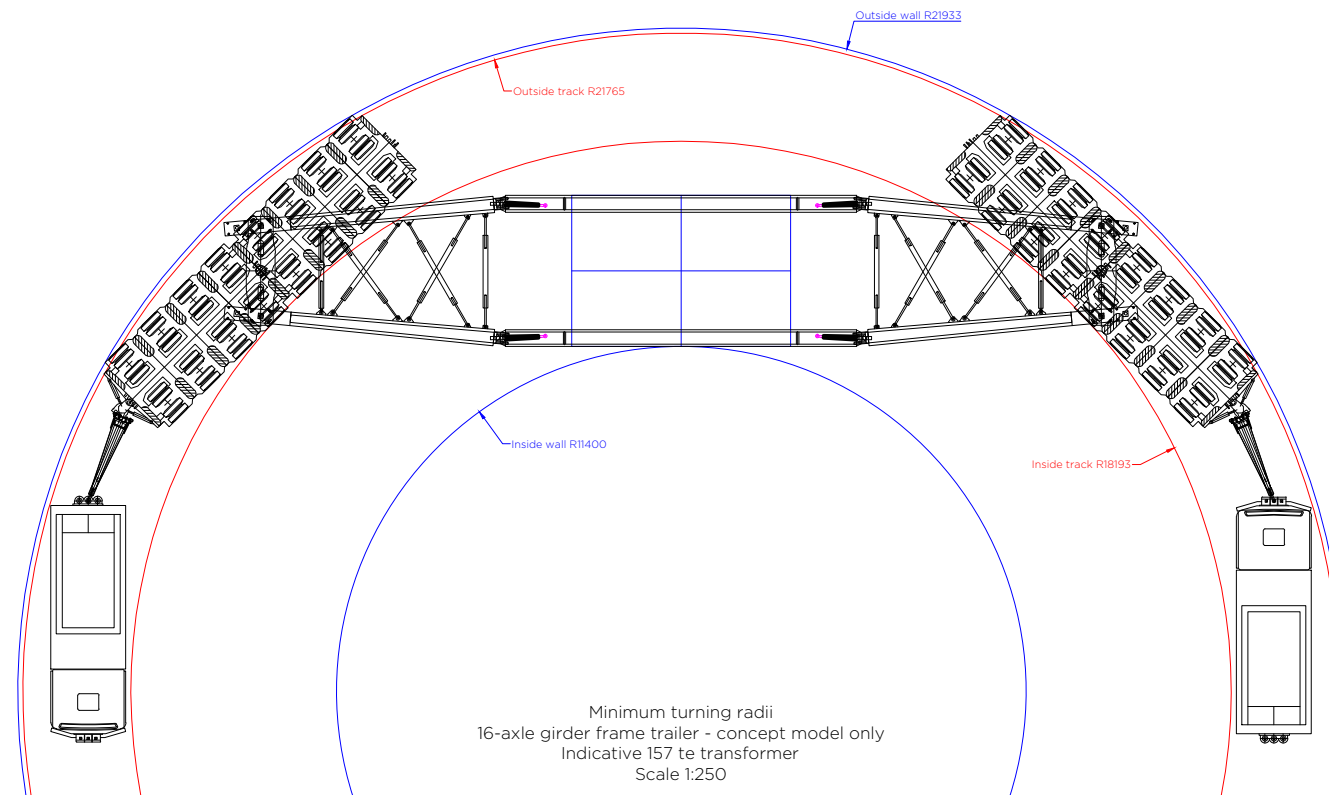 Outside wall R21933
Outside track R21765
Inside wall R11400
Inside track R18193
Minimum turning radii
16-axle girder frame trailer - concept model only
Indicative 157 te transformer
Scale 1:250